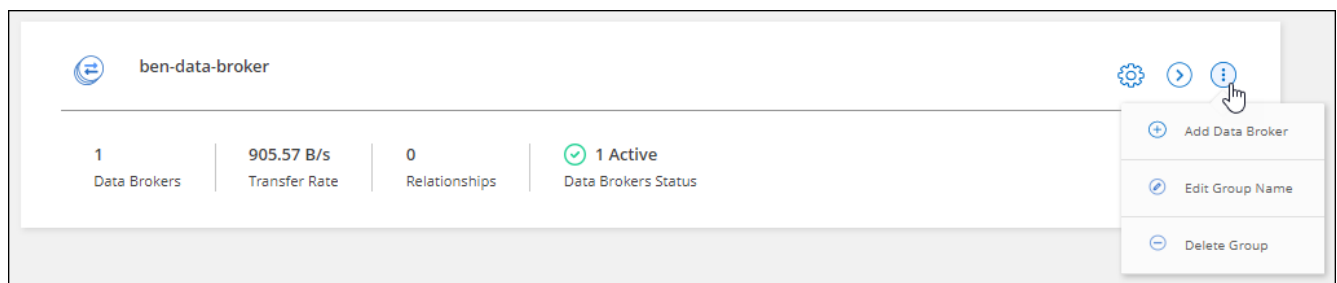 ben-data-broker
1
Data Brokers
905.57 B/s
Transfer Rate
0
Relationships
1 Active
Data Brokers Status
Add Data Broker
Edit Group Name
Delete Group